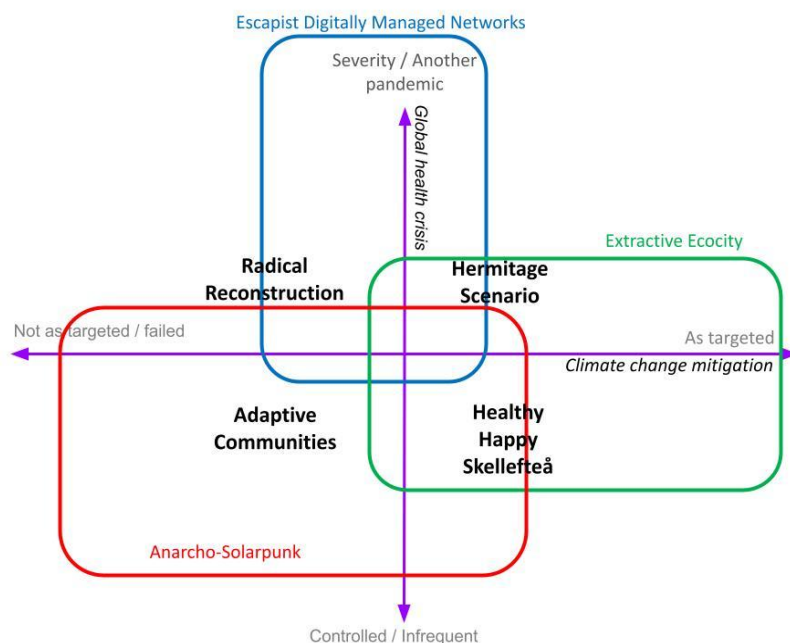 Escapist Digitally Managed Networks
Severity / Another
pandemic
Global health crisis
Extractive Ecocity
Radical
Reconstruction
Hermitage
Scenario
Not as targeted / failed
As targeted
Climate change mitigation
Adaptive
Communities
Healthy
Happy
Skellefteå
Anarcho-Solarpunk
Controlled / Infrequent